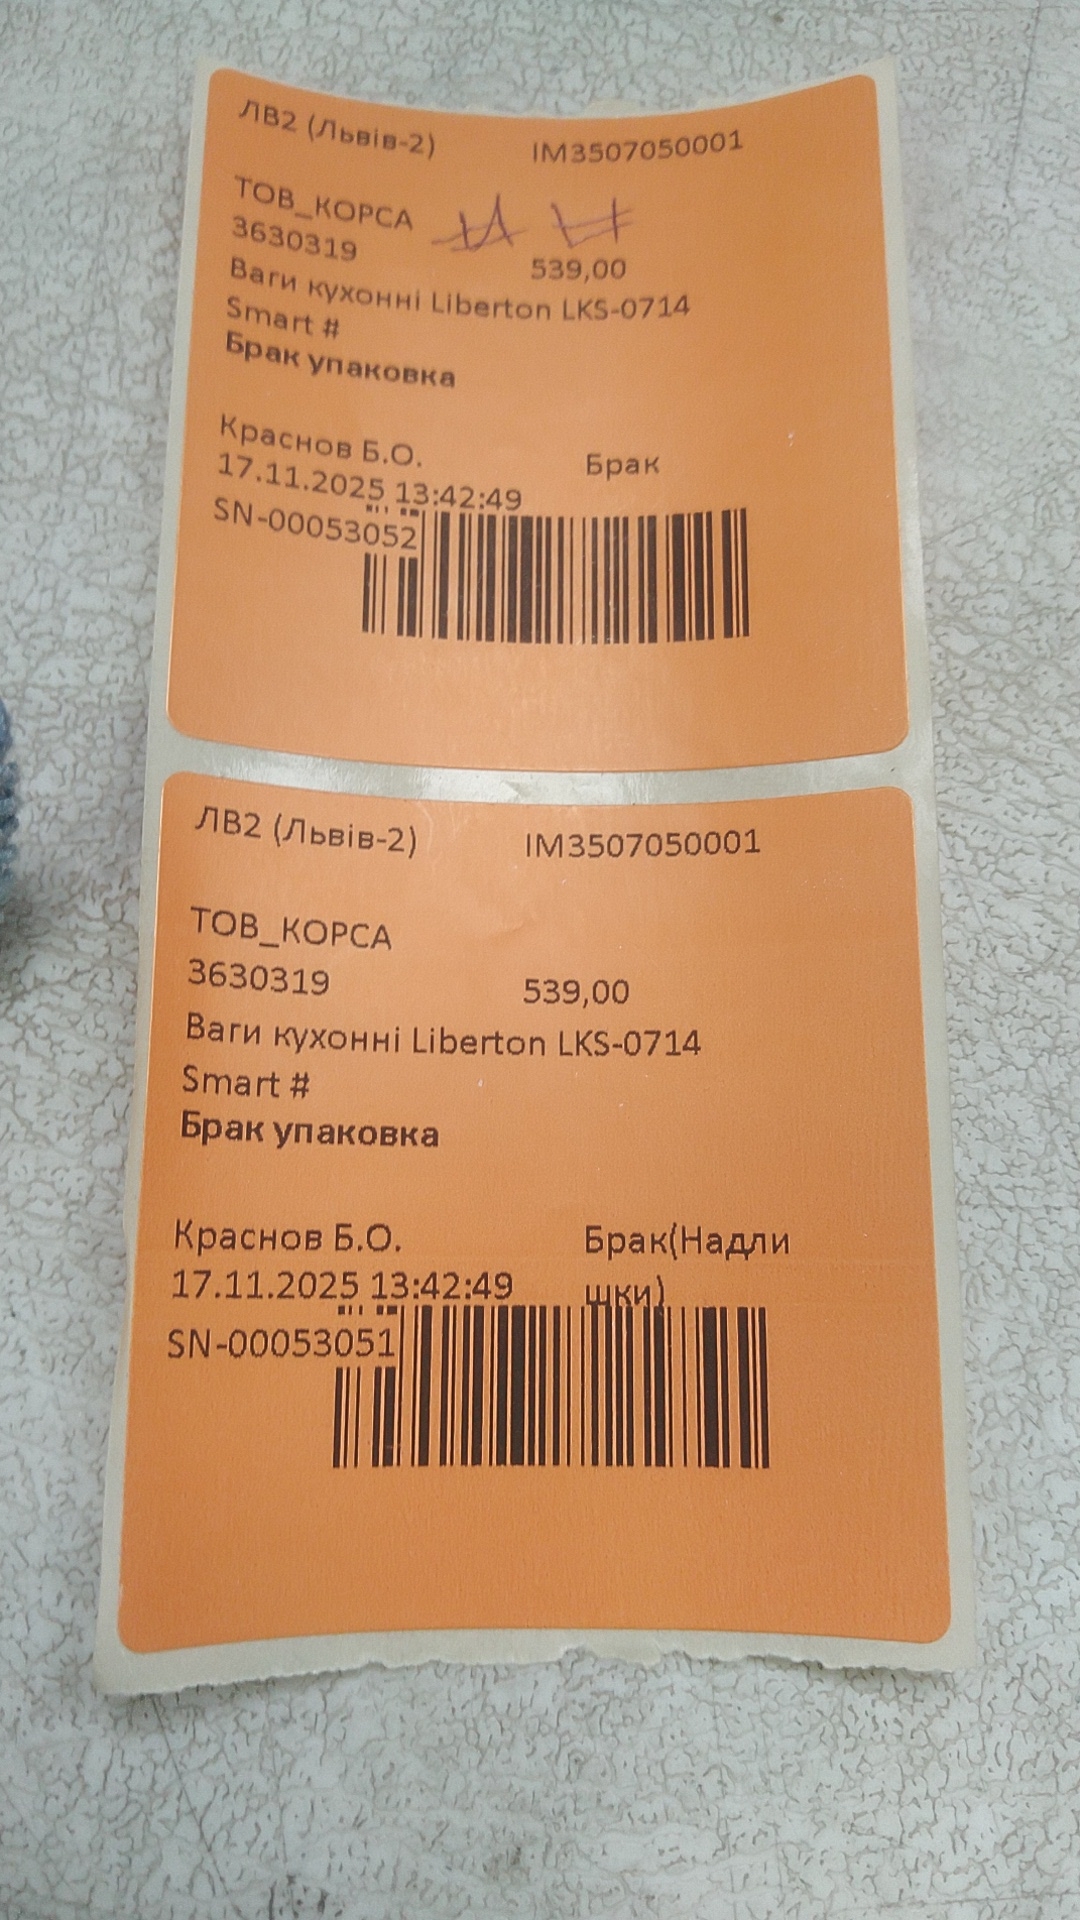 ЛВ2 (Львів-2) ІМ3507050001
ТОВ_КОРСА
3630319 539,00
Ваги кухонні Liberton LKS-0714
Smart #
Брак упаковка
Краснов Б.О. Брак
17.11.2025 13:42:49
SN-00053052
ЛВ2 (Львів-2) ІМ3507050001
ТОВ_КОРСА
3630319 539,00
Ваги кухонні Liberton LKS-0714
Smart #
Брак упаковка
Краснов Б.О. Брак(Надли
17.11.2025 13:42:49 шки)
SN-00053051